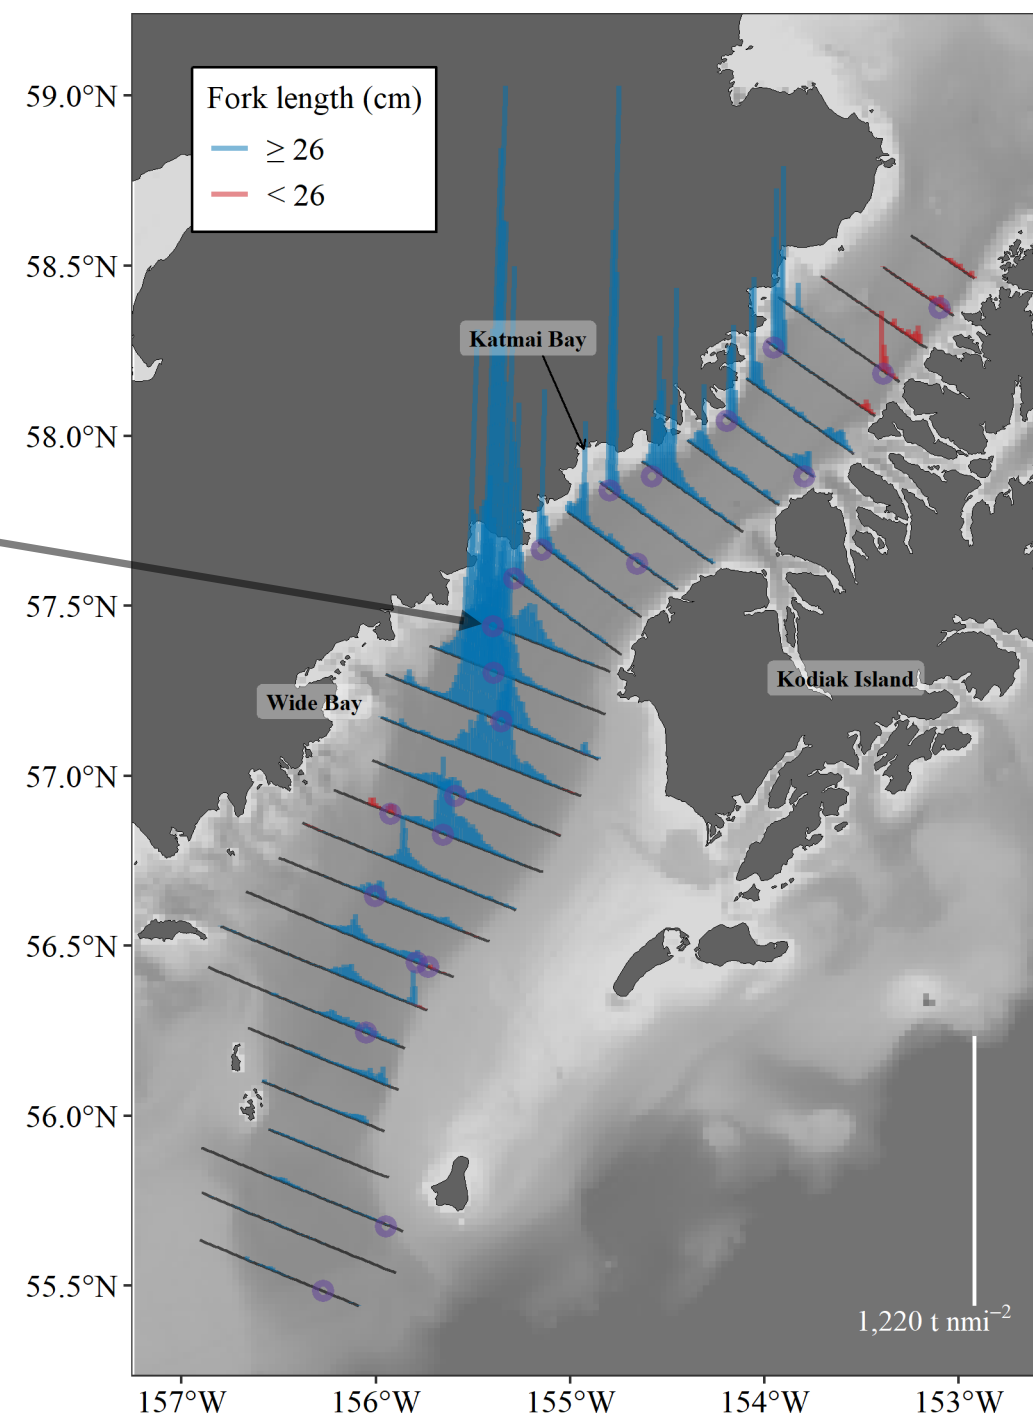 59.0°N
58.5°N
58.0°N
57.5°N
57.0°N
56.5°N
56.0°N
55.5°N
Fork length (cm)
≥ 26
< 26
Katmai Bay
Kodiak Island
Wide Bay
1,220 t nmi⁻²
157°W 156°W 155°W 154°W 153°W